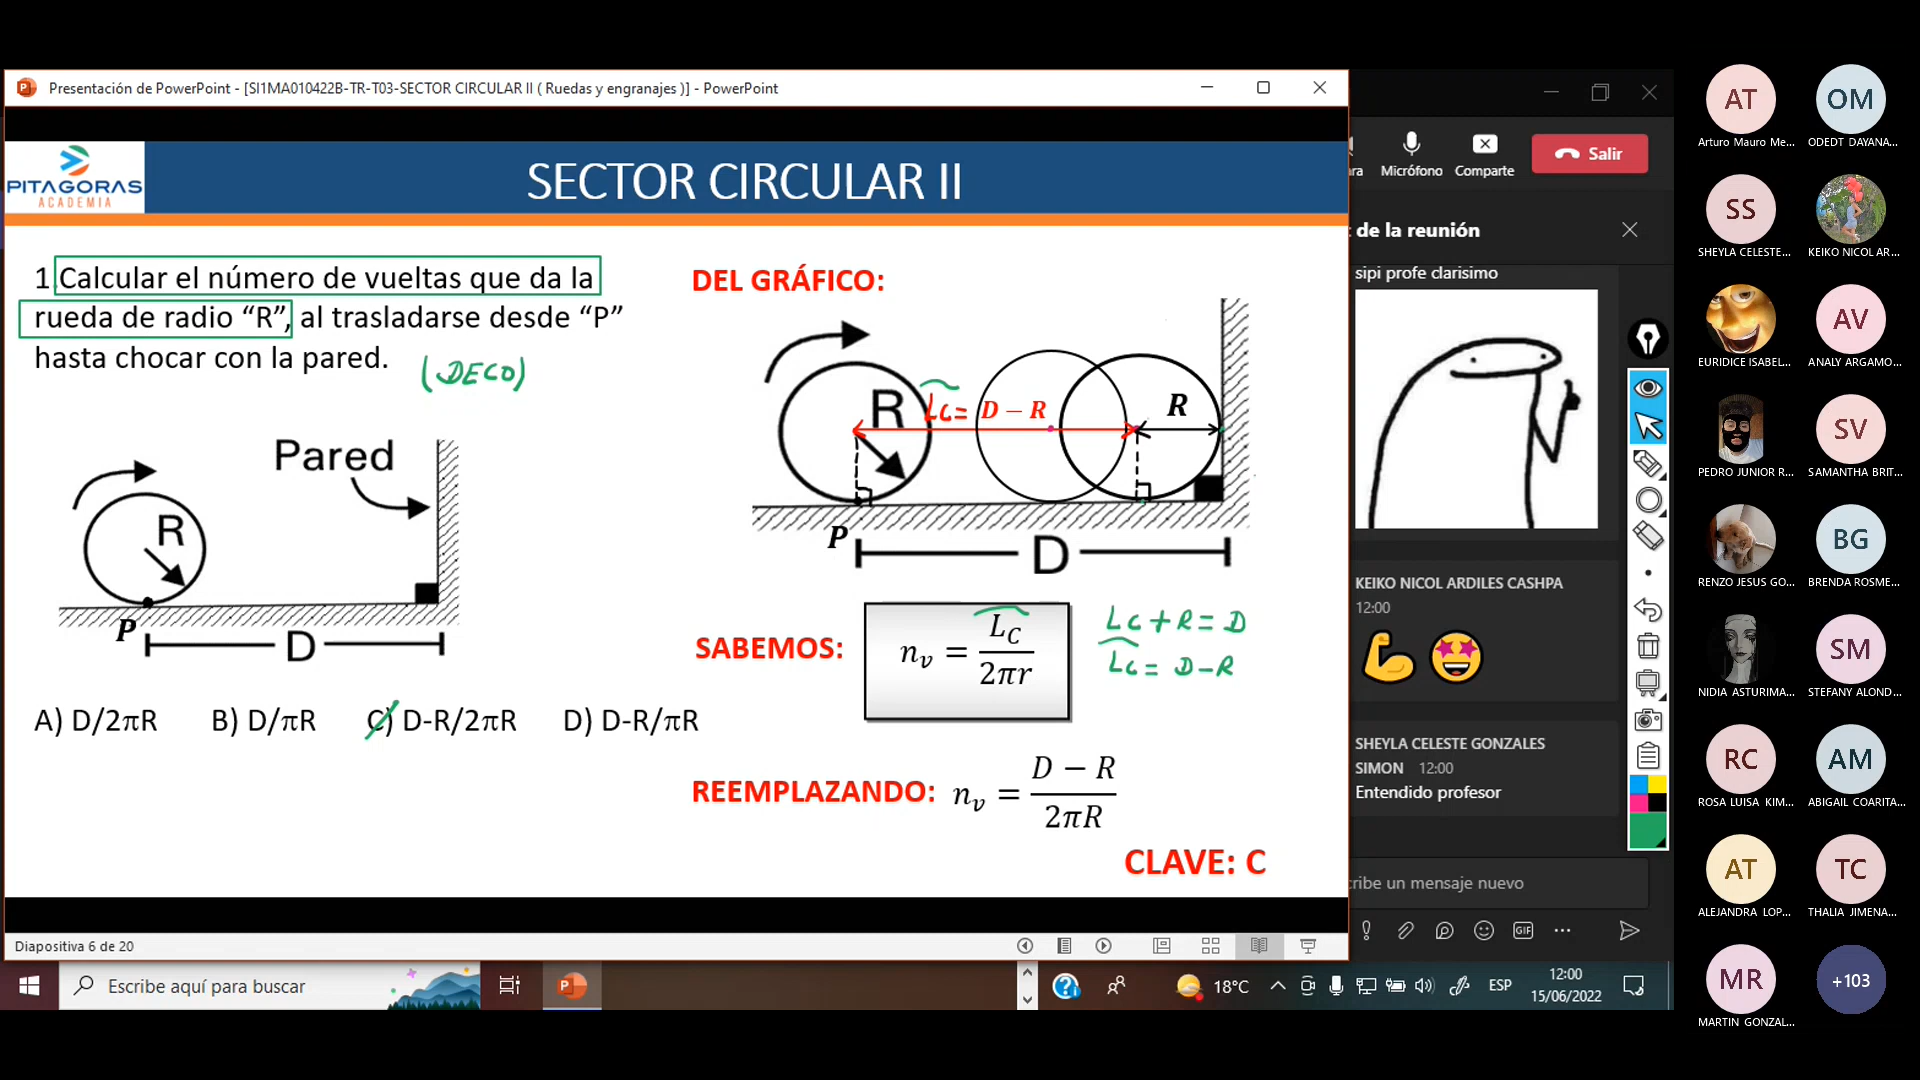 Presentación de PowerPoint - [SI1MA010422B-TR-T03-SECTOR CIRCULAR II ( Ruedas y engranajes )] - PowerPoint
PITAGORAS
ACADEMIA
SECTOR CIRCULAR II
1.Calcular el número de vueltas que da la
rueda de radio “R”, al trasladarse desde “P”
hasta chocar con la pared.
(DECO)
Pared
R
P
D
A) D/2πR B) D/πR C) D-R/2πR D) D-R/πR
DEL GRÁFICO:
R
LC= D − R
R
P
D
SABEMOS:
n_v = L_C / 2πr
LC + R = D
LC = D − R
REEMPLAZANDO: n_v = D − R / 2πR
CLAVE: C
Diapositiva 6 de 20
ra
Micrófono
Comparte
Salir
t de la reunión
sipi profe clarisimo
KEIKO NICOL ARDILES CASHPA
12:00
💪 🤩
SHEYLA CELESTE GONZALES
SIMON 12:00
Entendido profesor
cribe un mensaje nuevo
GIF
AT
Arturo Mauro Me...
OM
ODEDT DAYANA...
SS
SHEYLA CELESTE...
KEIKO NICOL AR...
EURIDICE ISABEL...
AV
ANALY ARGAMO...
PEDRO JUNIOR R...
SV
SAMANTHA BRIT...
RENZO JESUS GO...
BG
BRENDA ROSME...
NIDIA ASTURIMA...
SM
STEFANY ALOND...
RC
ROSA LUISA KIM...
AM
ABIGAIL COARITA...
AT
ALEJANDRA LOP...
TC
THALIA JIMENA...
MR
MARTIN GONZAL...
+103
Escribe aquí para buscar
18°C
ESP
12:00
15/06/2022